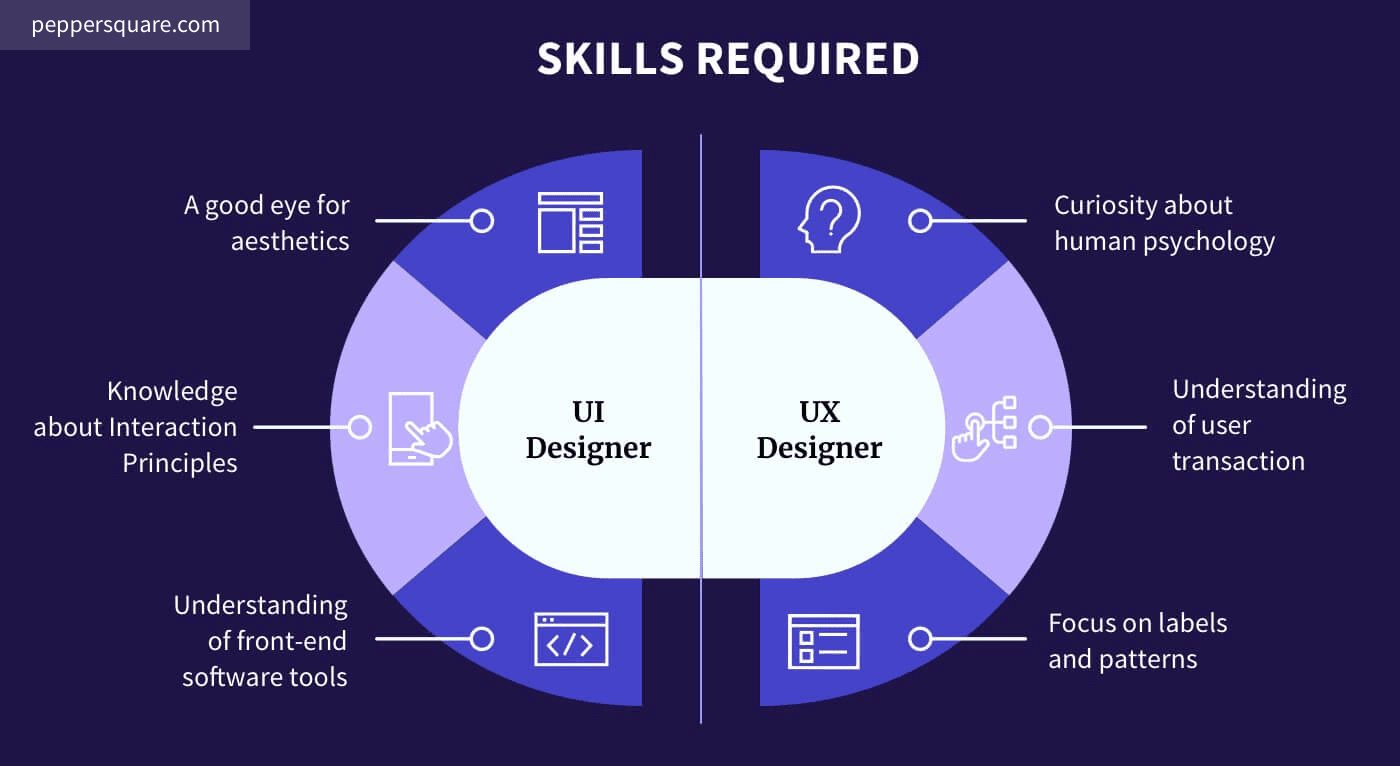 peppersquare.com
SKILLS REQUIRED
A good eye for
aesthetics
Knowledge
about Interaction
Principles
Understanding
of front-end
software tools
UI
Designer
UX
Designer
Curiosity about
human psychology
Understanding
of user
transaction
Focus on labels
and patterns